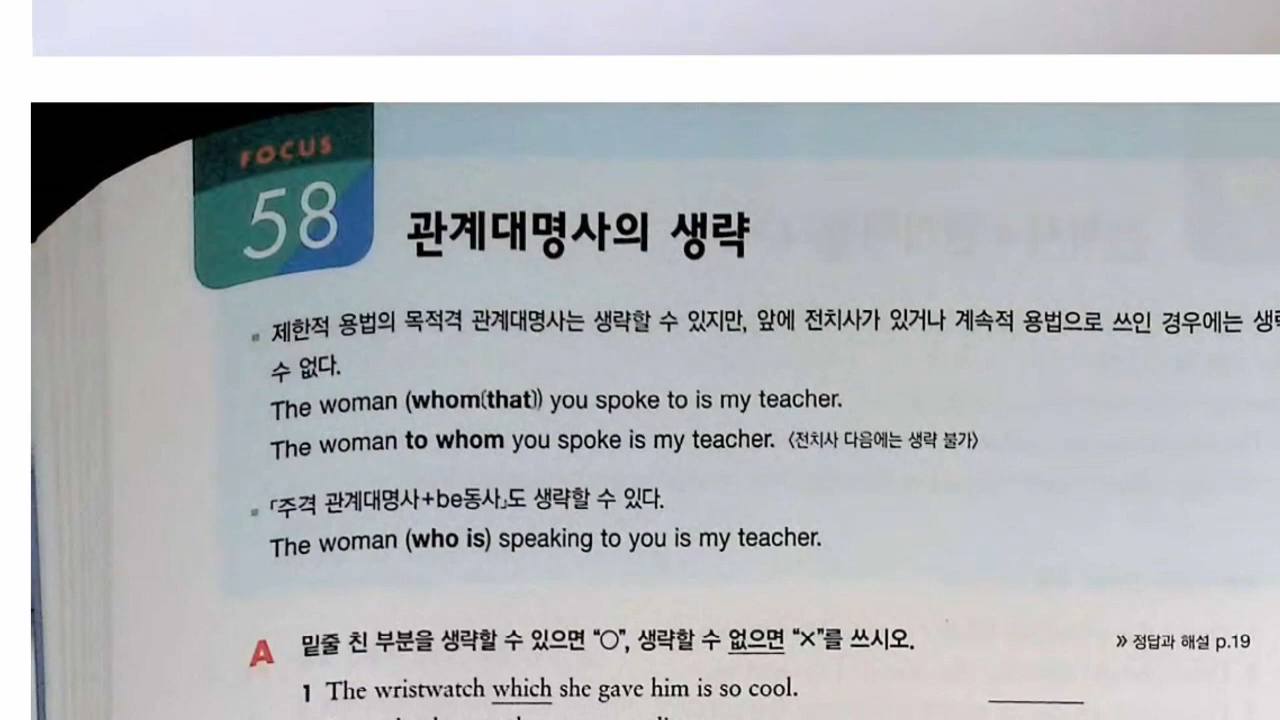 FOCUS
58
관계대명사의 생략
제한적 용법의 목적격 관계대명사는 생략할 수 있지만, 앞에 전치사가 있거나 계속적 용법으로 쓰인 경우에는
수 없다.
The woman (whom(that)) you spoke to is my teacher.
The woman to whom you spoke is my teacher. 〈전치사 다음에는 생략 불가〉
「주격 관계대명사+be동사」도 생략할 수 있다.
The woman (who is) speaking to you is my teacher.
A 밑줄 친 부분을 생략할 수 있으면 “○”, 생략할 수 없으면 “×”를 쓰시오.
» 정답과 해설 p.19
1 The wristwatch which she gave him is so cool.